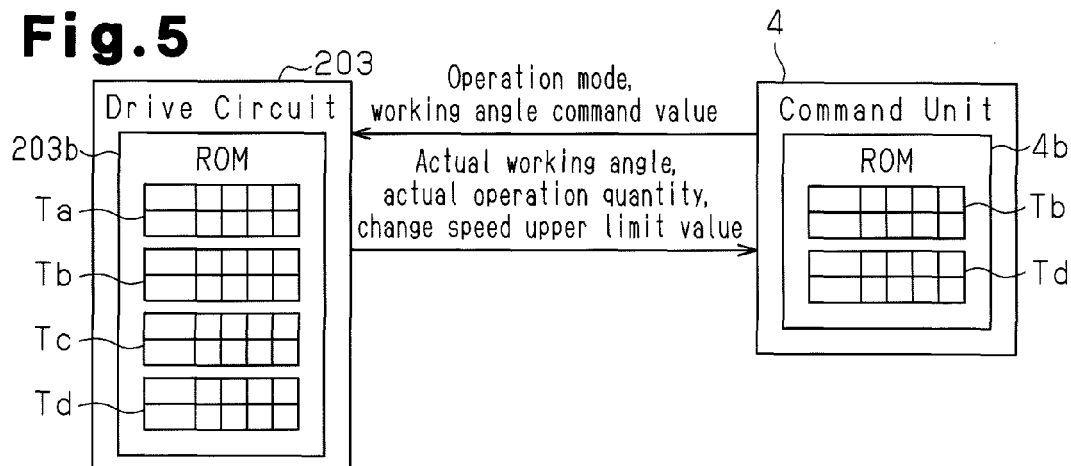 Fig.5
203
Drive Circuit
203b
ROM
Ta
Tb
Tc
Td
Operation mode,
working angle command value
Actual working angle,
actual operation quantity,
change speed upper limit value
4
Command Unit
4b
ROM
Tb
Td